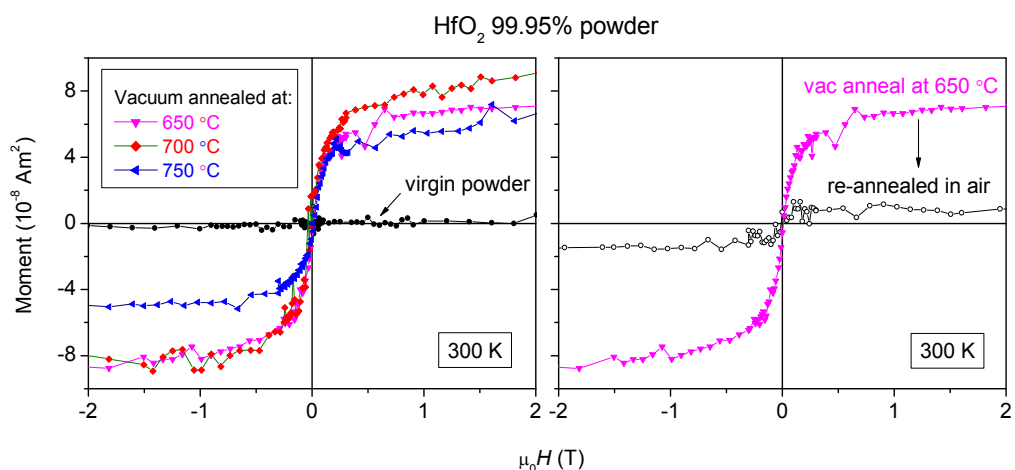 HfO₂ 99.95% powder
Moment (10⁻⁸ Am²)
8
4
0
-4
-8
Vacuum annealed at:
650 °C
700 °C
750 °C
virgin powder
300 K
-2
-1
0
1
2
vac anneal at 650 °C
re-annealed in air
300 K
-2
-1
0
1
2
μ₀H (T)